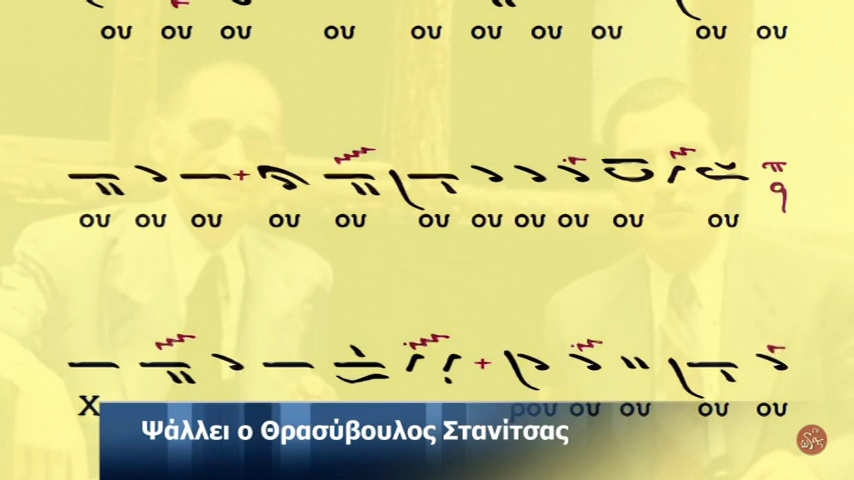 ου ου ου ου ου ου ου ου ου ου
ου ου ου ου ου ου ου ου ου ου ου
Χ ρου ου ου ου ου
Ψάλλει ο Θρασύβουλος Στανίτσας